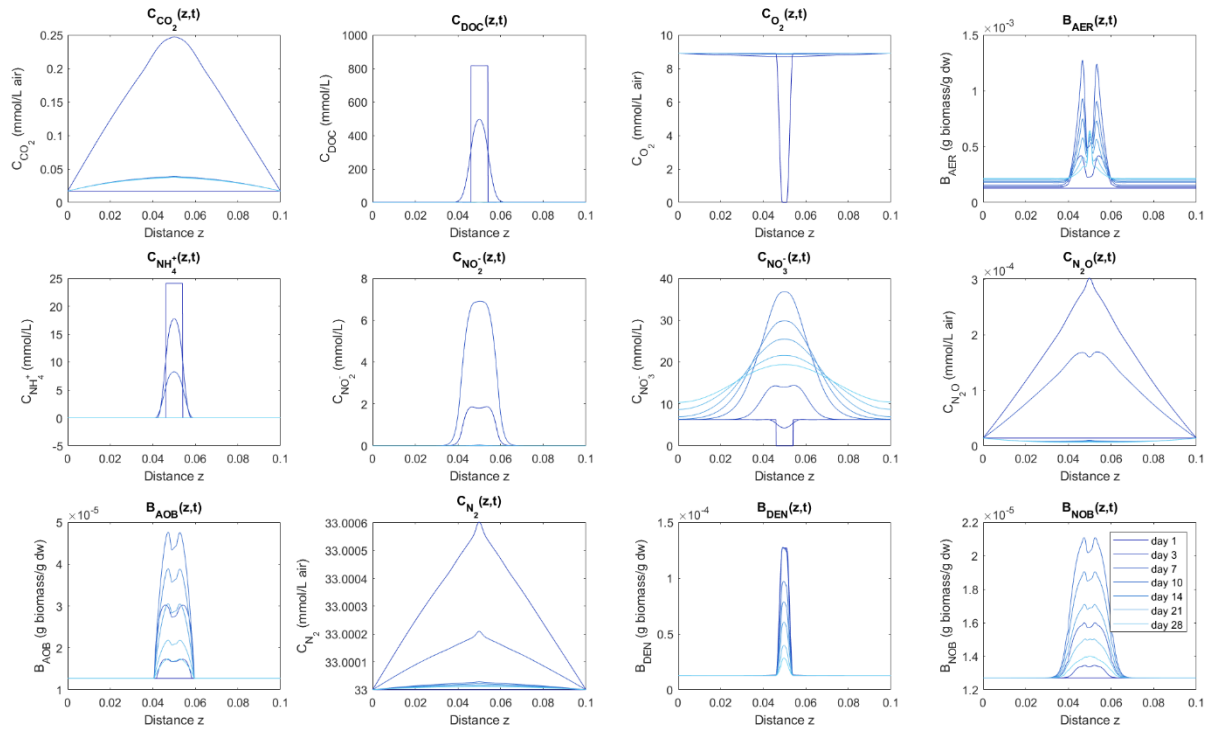 C_CO2(z,t)
C_CO2 (mmol/L air)
0.25
0.2
0.15
0.1
0.05
0
0 0.02 0.04 0.06 0.08 0.1
Distance z
C_DOC(z,t)
C_DOC (mmol/L)
1000
800
600
400
200
0
0 0.02 0.04 0.06 0.08 0.1
Distance z
C_O2(z,t)
C_O2 (mmol/L)
10
8
6
4
2
0
0 0.02 0.04 0.06 0.08 0.1
Distance z
B_AER(z,t)
×10^-3
B_AER (g biomass/g dw)
1.5
1
0.5
0
0 0.02 0.04 0.06 0.08 0.1
Distance z
C_NH4^+(z,t)
C_NH4^+ (mmol/L)
25
20
15
10
5
0
-5
0 0.02 0.04 0.06 0.08 0.1
Distance z
C_NO2^-(z,t)
C_NO2^- (mmol/L)
8
6
4
2
0
0 0.02 0.04 0.06 0.08 0.1
Distance z
C_NO3^-(z,t)
C_NO3^- (mmol/L)
40
30
20
10
0
0 0.02 0.04 0.06 0.08 0.1
Distance z
C_N2O(z,t)
×10^-4
C_N2O (mmol/L air)
3
2
1
0
0 0.02 0.04 0.06 0.08 0.1
Distance z
B_AOB(z,t)
×10^-5
B_AOB (g biomass/g dw)
5
4
3
2
1
0 0.02 0.04 0.06 0.08 0.1
Distance z
C_N2(z,t)
C_N2 (mmol/L air)
33.0006
33.0005
33.0004
33.0003
33.0002
33.0001
33
0 0.02 0.04 0.06 0.08 0.1
Distance z
B_DEN(z,t)
×10^-4
B_DEN (g biomass/g dw)
1.5
1
0.5
0
0 0.02 0.04 0.06 0.08 0.1
Distance z
B_NOB(z,t)
×10^-5
B_NOB (g biomass/g dw)
2.2
2
1.8
1.6
1.4
1.2
0 0.02 0.04 0.06 0.08 0.1
Distance z
day 1
day 3
day 7
day 10
day 14
day 21
day 28